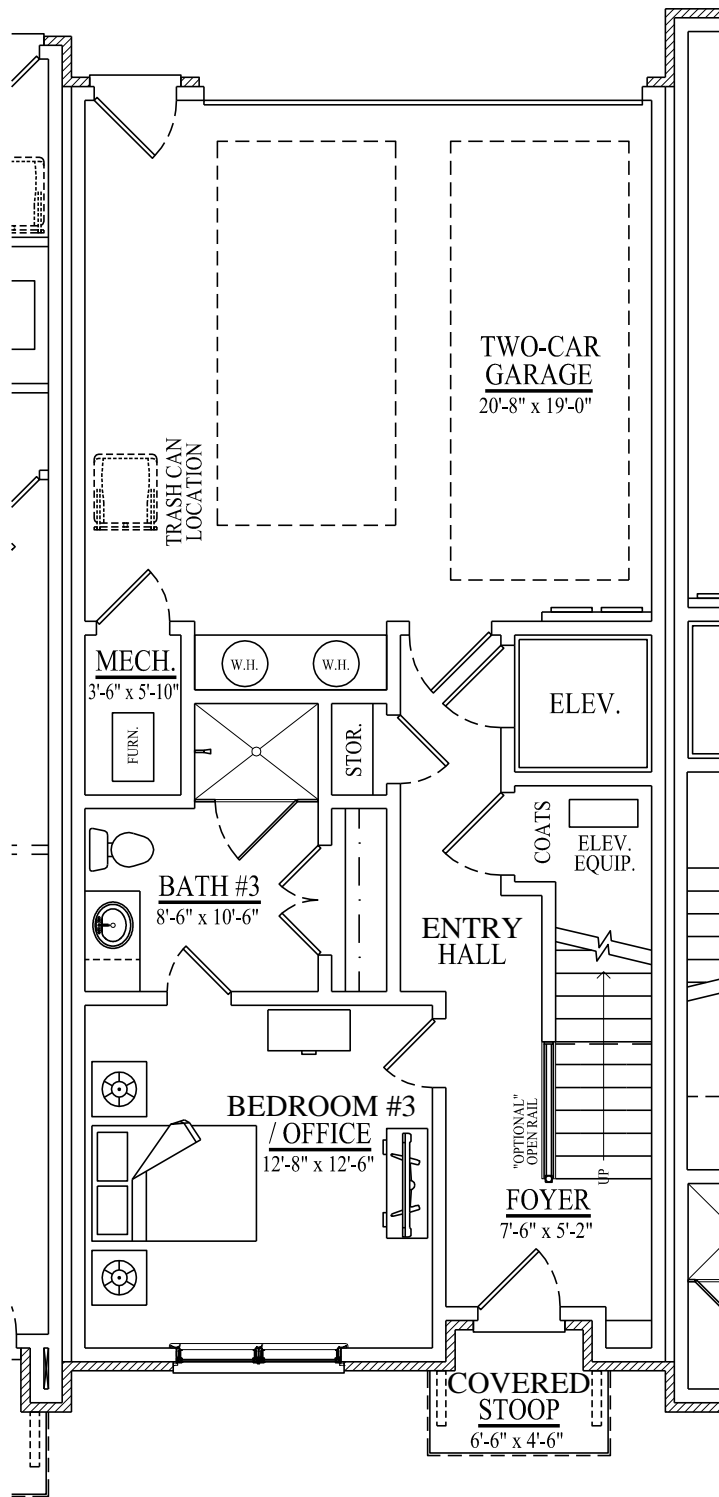 TWO-CAR
GARAGE
20'-8" x 19'-0"
TRASH CAN
LOCATION
MECH.
3'-6" x 5'-10"
W.H.
W.H.
FURN.
STOR.
ELEV.
COATS
ELEV.
EQUIP.
BATH #3
8'-6" x 10'-6"
ENTRY
HALL
BEDROOM #3
/ OFFICE
12'-8" x 12'-6"
"OPTIONAL"
OPEN RAIL
UP
FOYER
7'-6" x 5'-2"
COVERED
STOOP
6'-6" x 4'-6"